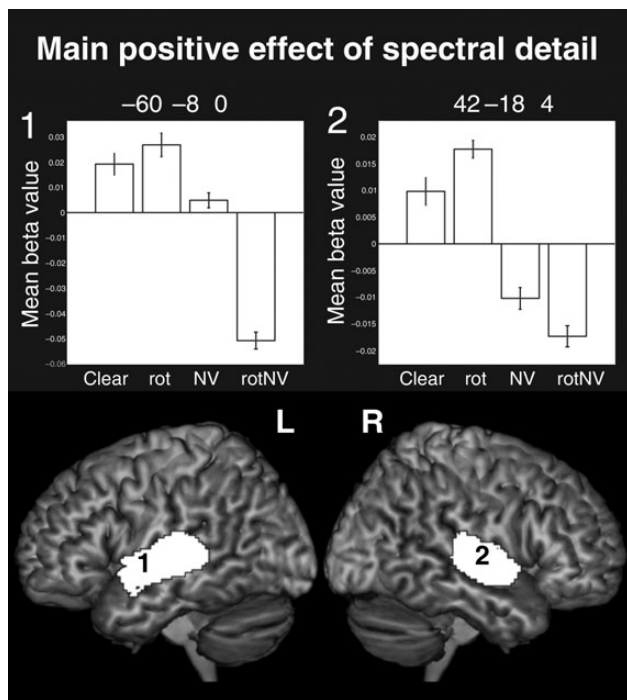 Main positive effect of spectral detail
1
−60 −8 0
Mean beta value
0.03
0.02
0.01
0
−0.01
−0.02
−0.03
−0.04
−0.05
−0.06
Clear rot NV rotNV
2
42 −18 4
Mean beta value
0.02
0.015
0.01
0.005
0
−0.005
−0.01
−0.015
−0.02
Clear rot NV rotNV
L R
1 2